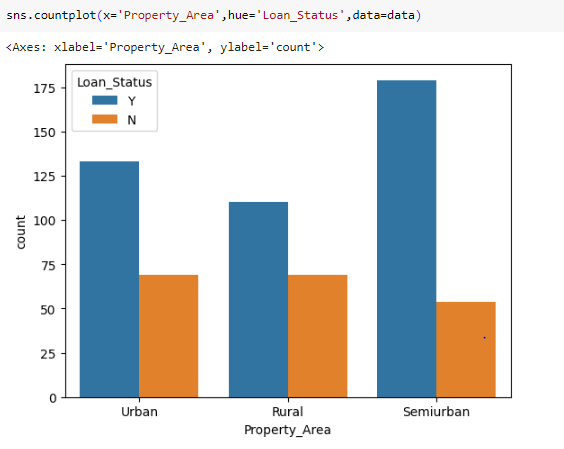 sns.countplot(x='Property_Area',hue='Loan_Status',data=data)
<Axes: xlabel='Property_Area', ylabel='count'>
Loan_Status
Y
N
175
150
125
100
75
50
25
0
count
Urban Rural Semiurban
Property_Area